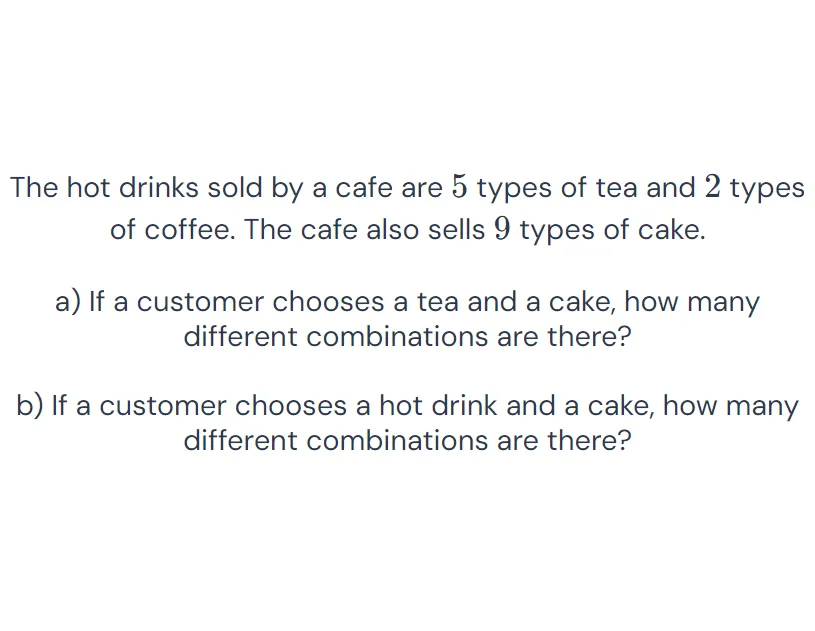 The hot drinks sold by a cafe are 5 types of tea and 2 types
of coffee. The cafe also sells 9 types of cake.
a) If a customer chooses a tea and a cake, how many
different combinations are there?
b) If a customer chooses a hot drink and a cake, how many
different combinations are there?